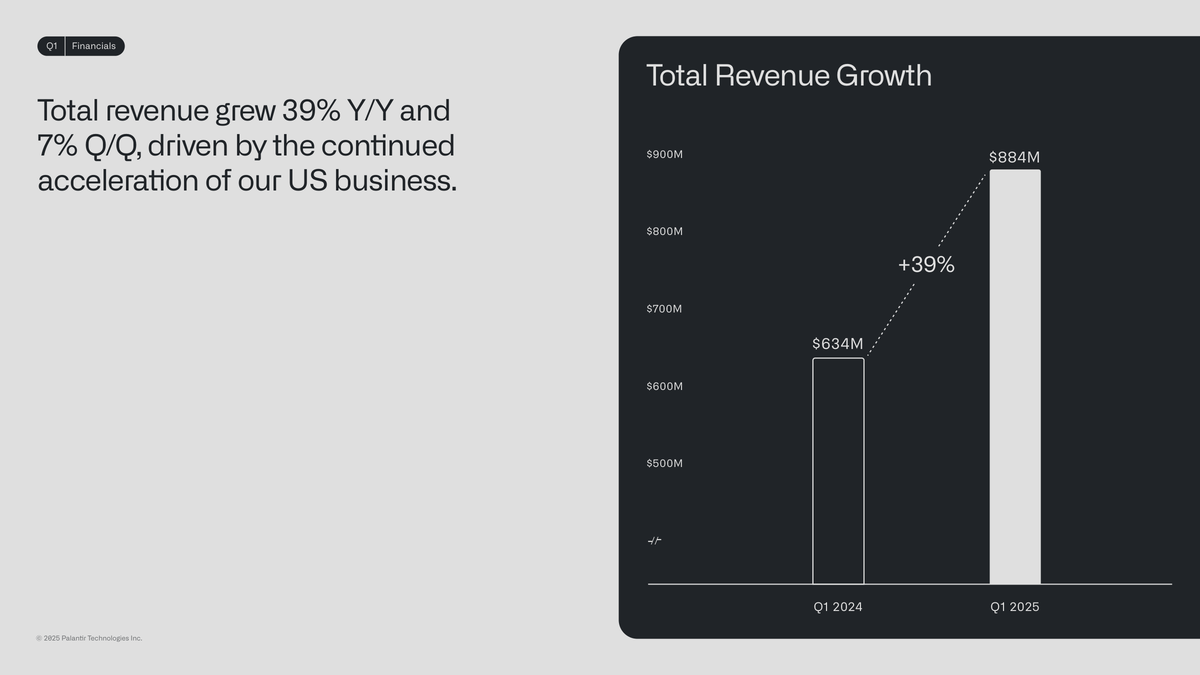 Q1 | Financials
Total revenue grew 39% Y/Y and
7% Q/Q, driven by the continued
acceleration of our US business.
© 2025 Palantir Technologies Inc.
Total Revenue Growth
$900M
$800M
$700M
$600M
$500M
$634M
+39%
$884M
Q1 2024
Q1 2025